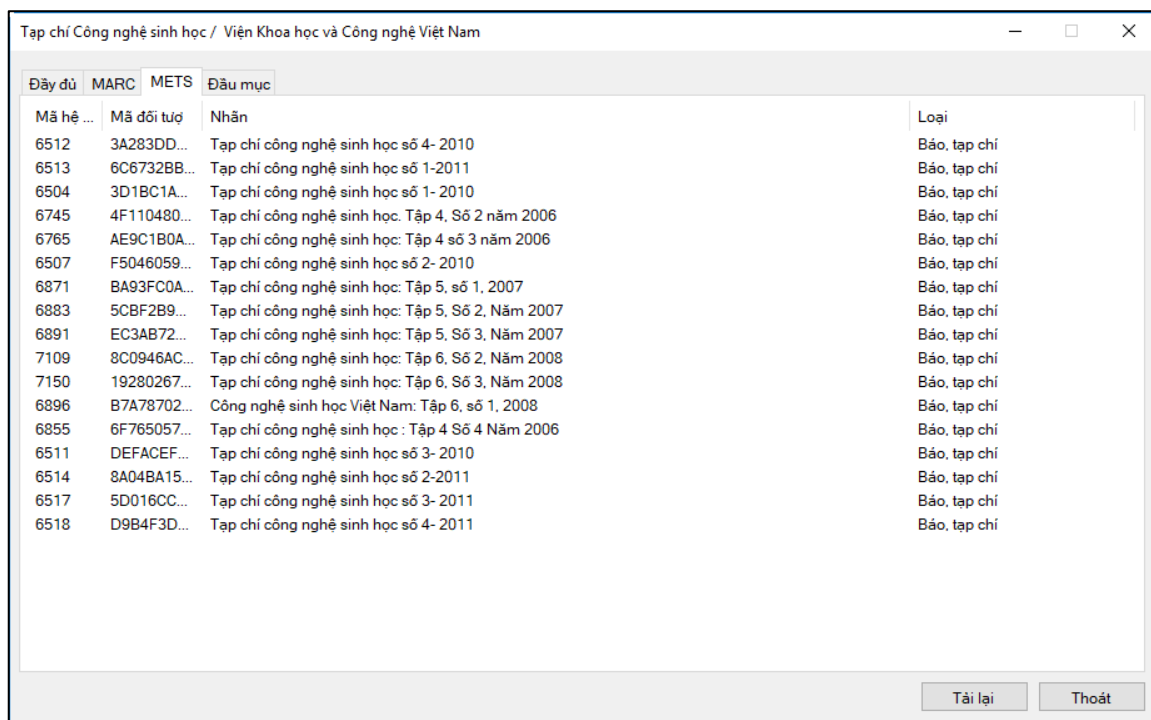 Tạp chí Công nghệ sinh học / Viện Khoa học và Công nghệ Việt Nam
Đầy đủ MARC METS Đầu mục
Mã hệ ... Mã đối tượ Nhãn Loại
6512 3A283DD... Tạp chí công nghệ sinh học số 4- 2010 Báo, tạp chí
6513 6C6732BB... Tạp chí công nghệ sinh học số 1-2011 Báo, tạp chí
6504 3D1BC1A... Tạp chí công nghệ sinh học số 1- 2010 Báo, tạp chí
6745 4F110480... Tạp chí công nghệ sinh học. Tập 4, Số 2 năm 2006 Báo, tạp chí
6765 AE9C1B0A... Tạp chí công nghệ sinh học: Tập 4 số 3 năm 2006 Báo, tạp chí
6507 F5046059... Tạp chí công nghệ sinh học số 2- 2010 Báo, tạp chí
6871 BA93FC0A... Tạp chí công nghệ sinh học: Tập 5, số 1, 2007 Báo, tạp chí
6883 5CBF2B9... Tạp chí công nghệ sinh học: Tập 5, Số 2, Năm 2007 Báo, tạp chí
6891 EC3AB72... Tạp chí công nghệ sinh học: Tập 5, Số 3, Năm 2007 Báo, tạp chí
7109 8C0946AC... Tạp chí công nghệ sinh học: Tập 6, Số 2, Năm 2008 Báo, tạp chí
7150 19280267... Tạp chí công nghệ sinh học: Tập 6, Số 3, Năm 2008 Báo, tạp chí
6896 B7A78702... Công nghệ sinh học Việt Nam: Tập 6, số 1, 2008 Báo, tạp chí
6855 6F765057... Tạp chí công nghệ sinh học : Tập 4 Số 4 Năm 2006 Báo, tạp chí
6511 DEFACEF... Tạp chí công nghệ sinh học số 3- 2010 Báo, tạp chí
6514 8A04BA15... Tạp chí công nghệ sinh học số 2-2011 Báo, tạp chí
6517 5D016CC... Tạp chí công nghệ sinh học số 3- 2011 Báo, tạp chí
6518 D9B4F3D... Tạp chí công nghệ sinh học số 4- 2011 Báo, tạp chí
Tải lại Thoát